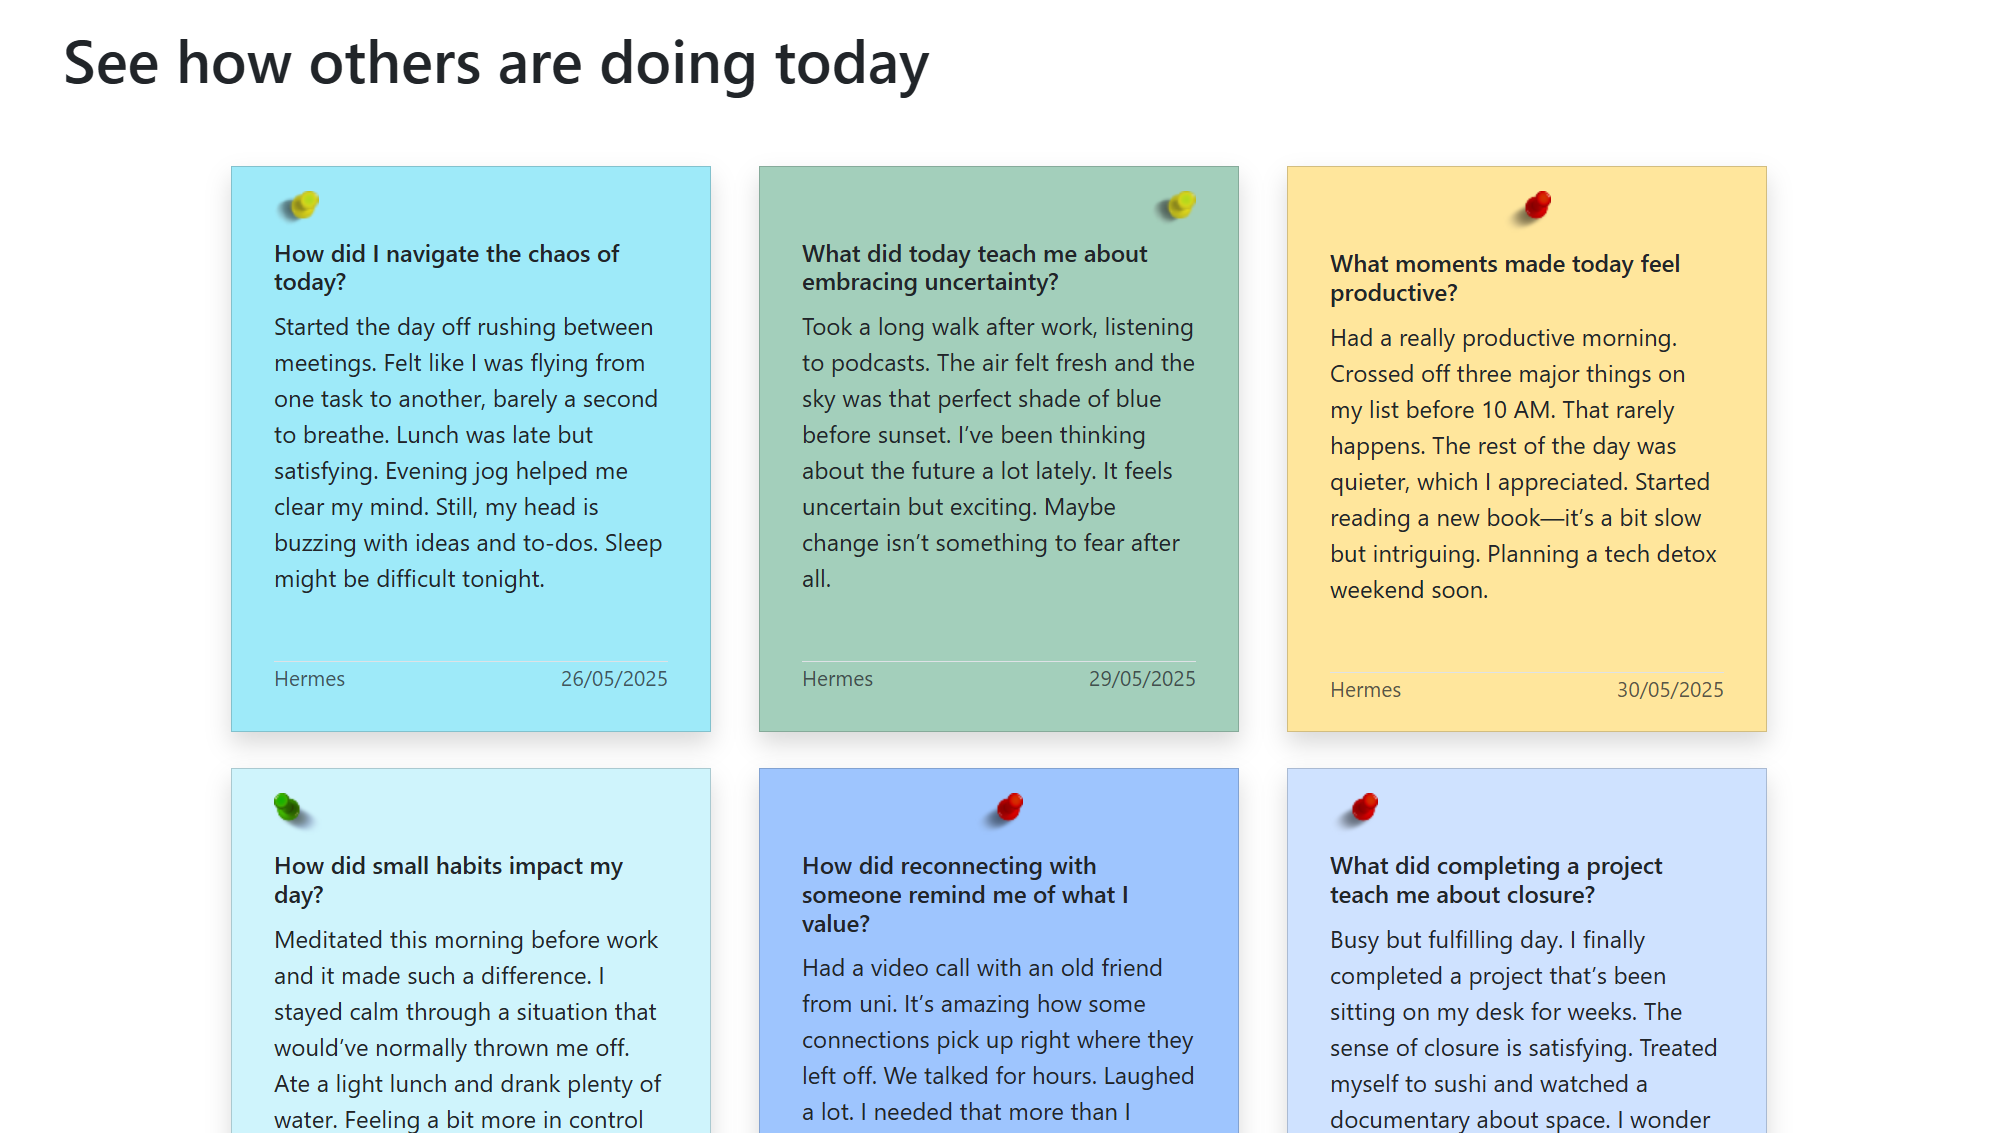 See how others are doing today
How did I navigate the chaos of
today?
Started the day off rushing between
meetings. Felt like I was flying from
one task to another, barely a second
to breathe. Lunch was late but
satisfying. Evening jog helped me
clear my mind. Still, my head is
buzzing with ideas and to-dos. Sleep
might be difficult tonight.
Hermes 26/05/2025
What did today teach me about
embracing uncertainty?
Took a long walk after work, listening
to podcasts. The air felt fresh and the
sky was that perfect shade of blue
before sunset. I’ve been thinking
about the future a lot lately. It feels
uncertain but exciting. Maybe
change isn’t something to fear after
all.
Hermes 29/05/2025
What moments made today feel
productive?
Had a really productive morning.
Crossed off three major things on
my list before 10 AM. That rarely
happens. The rest of the day was
quieter, which I appreciated. Started
reading a new book—it’s a bit slow
but intriguing. Planning a tech detox
weekend soon.
Hermes 30/05/2025
How did small habits impact my
day?
Meditated this morning before work
and it made such a difference. I
stayed calm through a situation that
would’ve normally thrown me off.
Ate a light lunch and drank plenty of
water. Feeling a bit more in control
How did reconnecting with
someone remind me of what I
value?
Had a video call with an old friend
from uni. It’s amazing how some
connections pick up right where they
left off. We talked for hours. Laughed
a lot. I needed that more than I
What did completing a project
teach me about closure?
Busy but fulfilling day. I finally
completed a project that’s been
sitting on my desk for weeks. The
sense of closure is satisfying. Treated
myself to sushi and watched a
documentary about space. I wonder